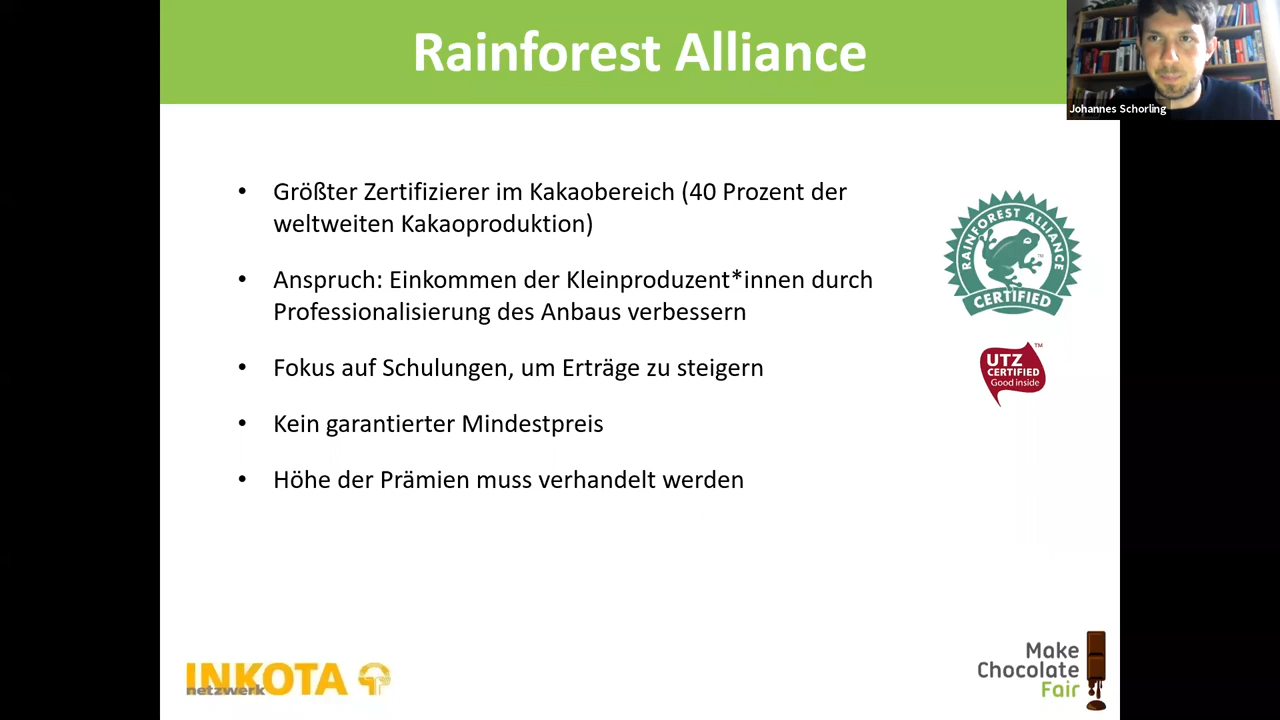 Rainforest Alliance
Johannes Schorling
• Größter Zertifizierer im Kakaobereich (40 Prozent der
weltweiten Kakaoproduktion)
• Anspruch: Einkommen der Kleinproduzent*innen durch
Professionalisierung des Anbaus verbessern
• Fokus auf Schulungen, um Erträge zu steigern
• Kein garantierter Mindestpreis
• Höhe der Prämien muss verhandelt werden
RAINFOREST ALLIANCE
TM
CERTIFIED
TM
UTZ
CERTIFIED
Good inside
INKOTA
netzwerk
Make
Chocolate
Fair